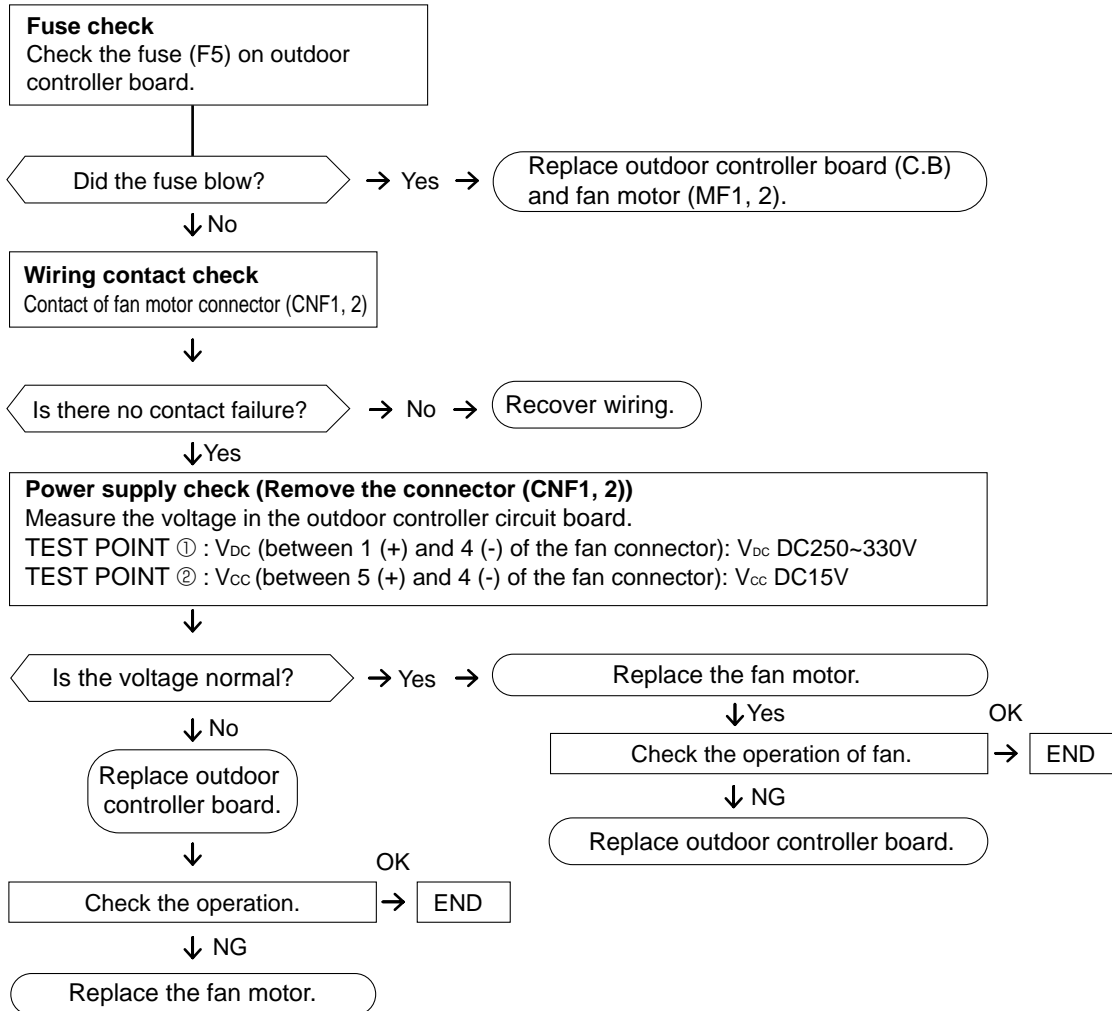 Fuse check
Check the fuse (F5) on outdoor
controller board.
Did the fuse blow?
→ Yes →
Replace outdoor controller board (C.B)
and fan motor (MF1, 2).
↓ No
Wiring contact check
Contact of fan motor connector (CNF1, 2)
↓
Is there no contact failure?
→ No →
Recover wiring.
↓Yes
Power supply check (Remove the connector (CNF1, 2))
Measure the voltage in the outdoor controller circuit board.
TEST POINT ① : VDC (between 1 (+) and 4 (-) of the fan connector): VDC DC250~330V
TEST POINT ② : VCC (between 5 (+) and 4 (-) of the fan connector): VCC DC15V
↓
Is the voltage normal?
→ Yes →
Replace the fan motor.
↓Yes
OK
Check the operation of fan.
→
END
↓ NG
Replace outdoor controller board.
↓ No
Replace outdoor
controller board.
↓
OK
Check the operation.
→
END
↓ NG
Replace the fan motor.